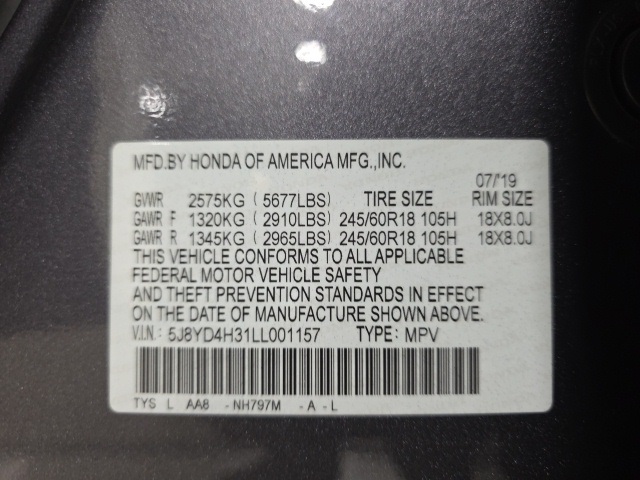 MFD.BY HONDA OF AMERICA MFG.,INC.
07/'19
GVWR 2575KG ( 5677LBS) TIRE SIZE RIM SIZE
GAWR F 1320KG ( 2910LBS) 245/60R18 105H 18X8.0J
GAWR R 1345KG ( 2965LBS) 245/60R18 105H 18X8.0J
THIS VEHICLE CONFORMS TO ALL APPLICABLE
FEDERAL MOTOR VEHICLE SAFETY
AND THEFT PREVENTION STANDARDS IN EFFECT
ON THE DATE OF MANUFACTURE SHOWN ABOVE.
V.I.N.: 5J8YD4H31LL001157 TYPE: MPV
TYS L AA8 - NH797M - A - L